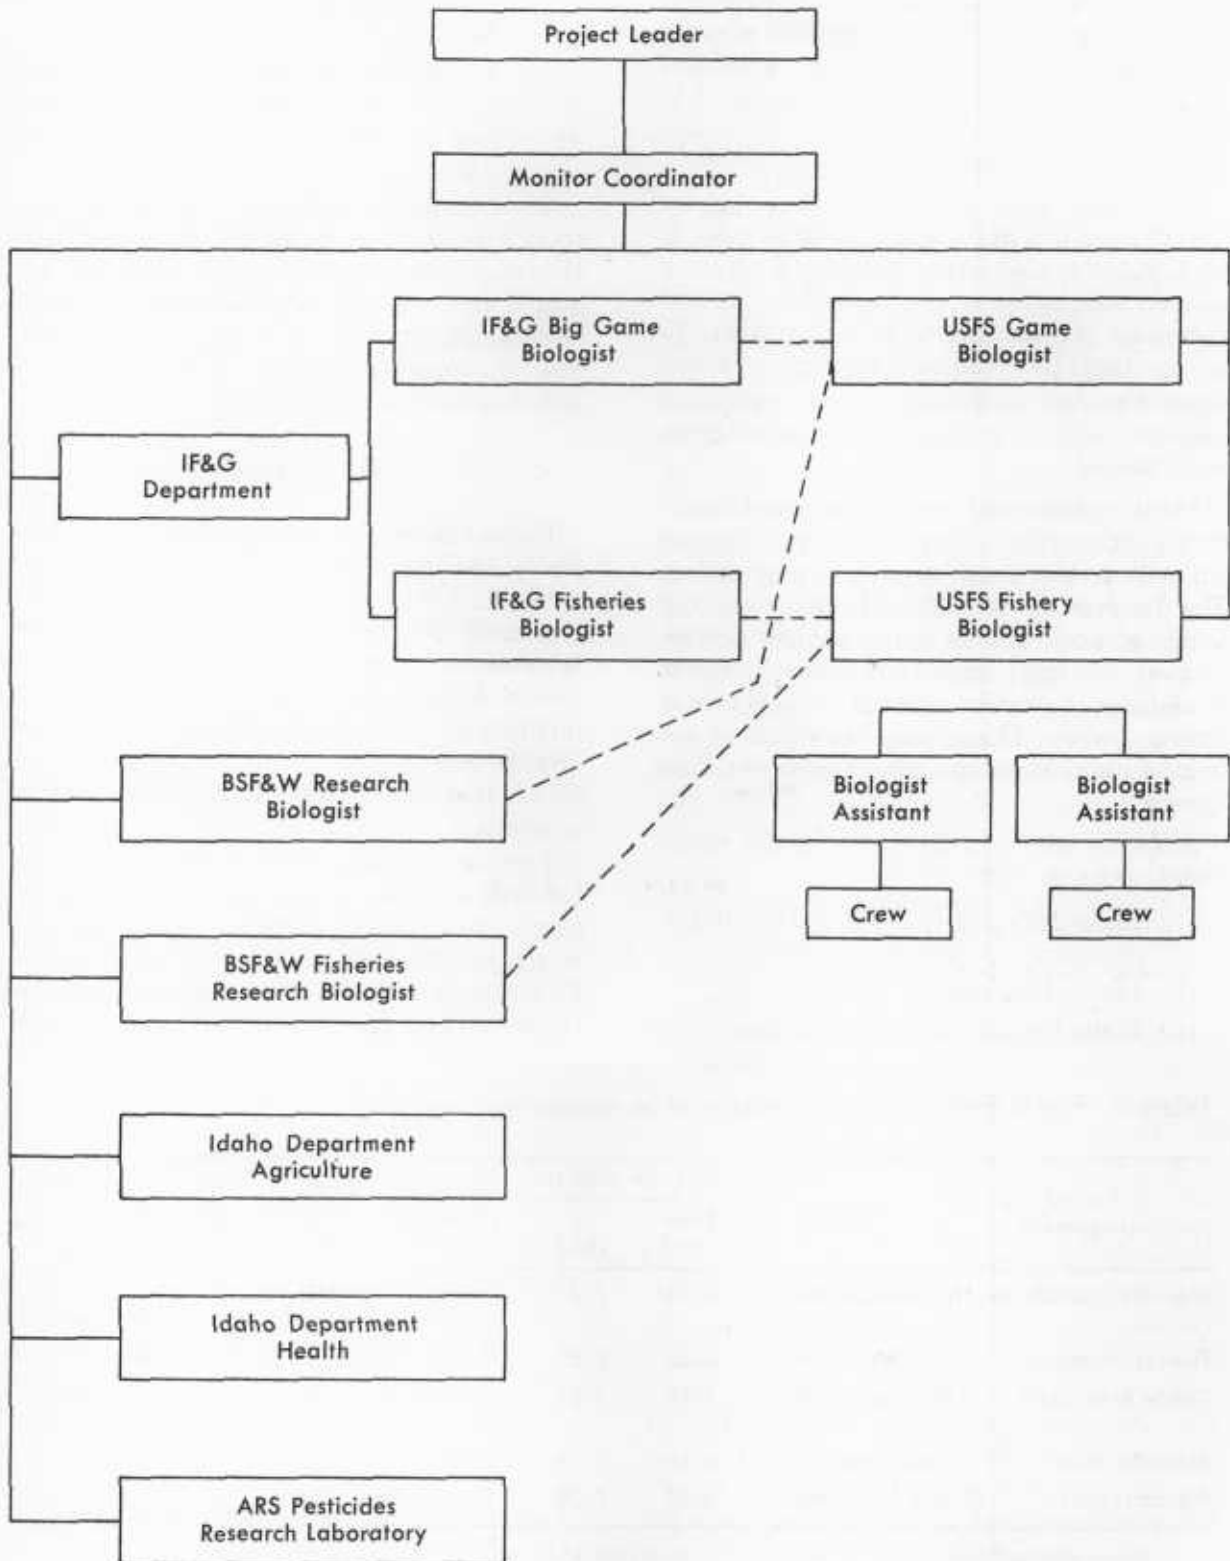 Project Leader
Monitor Coordinator
IF&G Big Game
Biologist
USFS Game
Biologist
IF&G
Department
IF&G Fisheries
Biologist
USFS Fishery
Biologist
BSF&W Research
Biologist
Biologist
Assistant
Biologist
Assistant
Crew
Crew
BSF&W Fisheries
Research Biologist
Idaho Department
Agriculture
Idaho Department
Health
ARS Pesticides
Research Laboratory